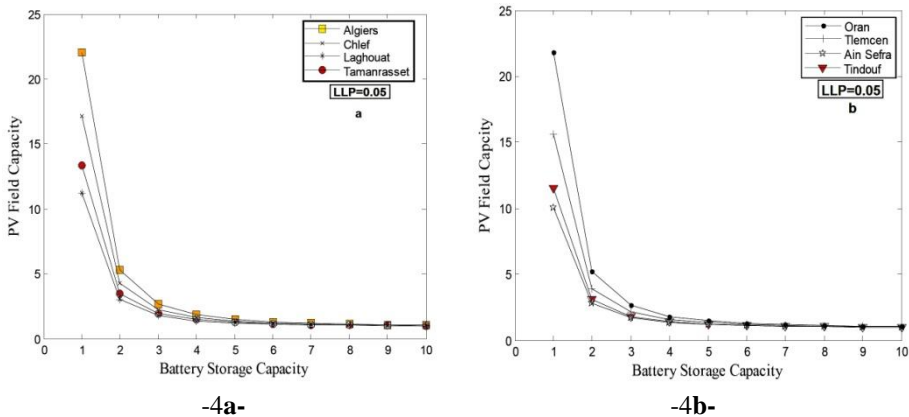 25
20
15
10
5
0
0 1 2 3 4 5 6 7 8 9 10
PV Field Capacity
Battery Storage Capacity
Algiers
Chlef
Laghouat
Tamanrasset
LLP=0.05
a
-4a-
25
20
15
10
5
0
0 1 2 3 4 5 6 7 8 9 10
PV Field Capcity
Battery Storage Capacity
Oran
Tlemcen
Ain Sefra
Tindouf
LLP=0.05
b
-4b-